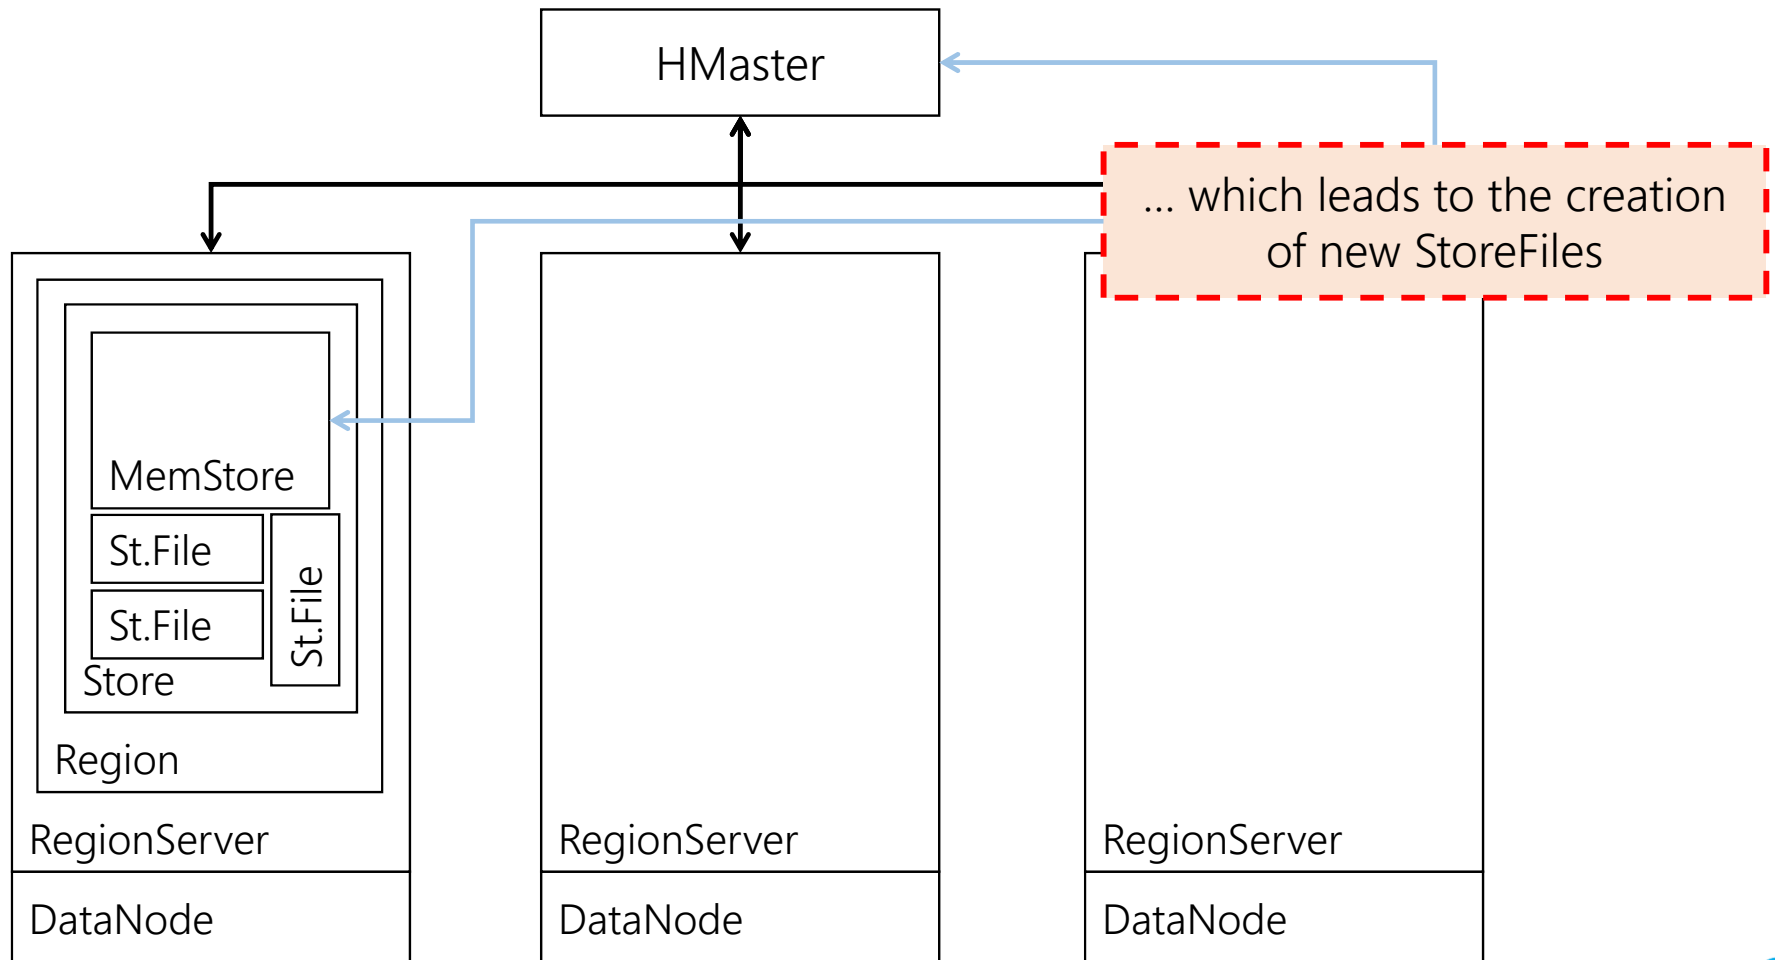 HMaster
... which leads to the creation
of new StoreFiles
MemStore
St.File
St.File
St.File
Store
Region
RegionServer
DataNode
RegionServer
DataNode
RegionServer
DataNode